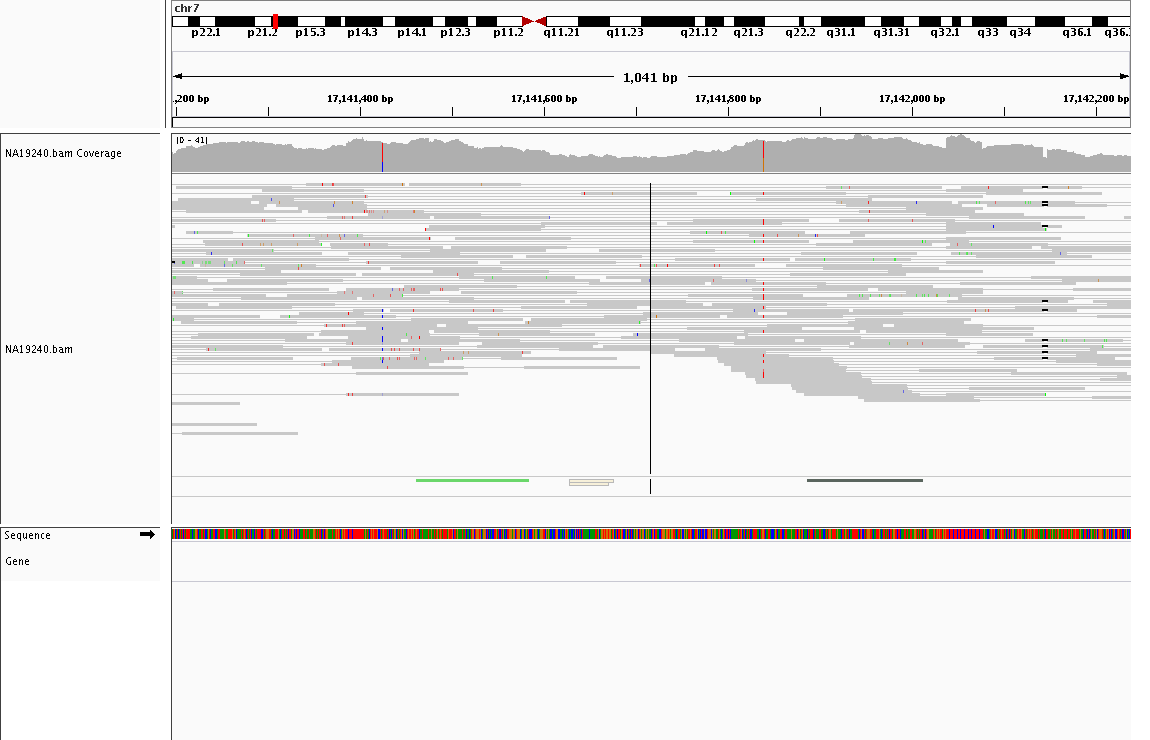 chr7
p22.1 p21.2 p15.3 p14.3 p14.1 p12.3 p11.2 q11.21 q11.23 q21.12 q21.3 q22.2 q31.1 q31.31 q32.1 q33 q34 q36.1 q36.
1,041 bp
,200 bp 17,141,400 bp 17,141,600 bp 17,141,800 bp 17,142,000 bp 17,142,200 bp
[0 - 41]
NA19240.bam Coverage
NA19240.bam
Sequence
Gene